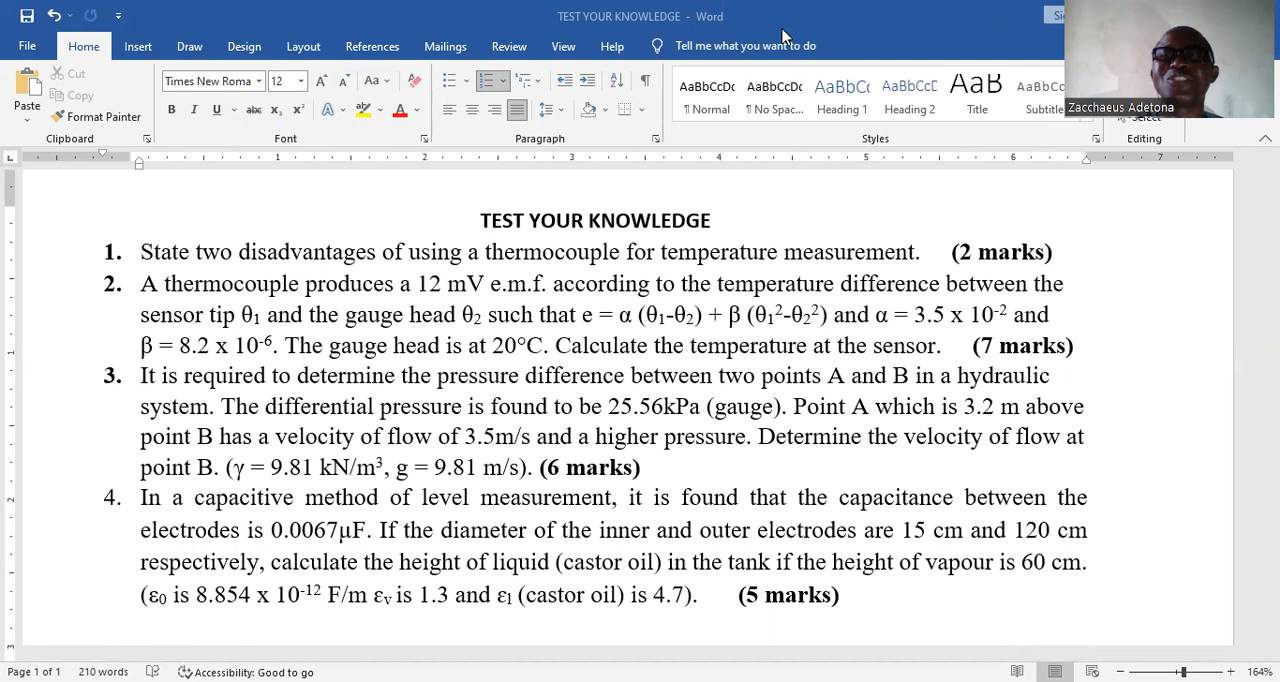 TEST YOUR KNOWLEDGE - Word
File Home Insert Draw Design Layout References Mailings Review View Help Tell me what you want to do
Zacchaeus Adetona
Paste
Cut
Copy
Format Painter
Times New Roma 12
AaBbCcDc AaBbCcDc AaBbCc AaBbCcD AaB
¶ Normal ¶ No Spac... Heading 1 Heading 2 Title Subtitle
Select
Clipboard Font Paragraph Styles Editing
1 2 3 4 5 6 7
TEST YOUR KNOWLEDGE
1. State two disadvantages of using a thermocouple for temperature measurement. (2 marks)
2. A thermocouple produces a 12 mV e.m.f. according to the temperature difference between the
sensor tip θ₁ and the gauge head θ₂ such that e = α (θ₁-θ₂) + β (θ₁²-θ₂²) and α = 3.5 x 10⁻² and
β = 8.2 x 10⁻⁶. The gauge head is at 20°C. Calculate the temperature at the sensor. (7 marks)
3. It is required to determine the pressure difference between two points A and B in a hydraulic
system. The differential pressure is found to be 25.56kPa (gauge). Point A which is 3.2 m above
point B has a velocity of flow of 3.5m/s and a higher pressure. Determine the velocity of flow at
point B. (γ = 9.81 kN/m³, g = 9.81 m/s). (6 marks)
4. In a capacitive method of level measurement, it is found that the capacitance between the
electrodes is 0.0067µF. If the diameter of the inner and outer electrodes are 15 cm and 120 cm
respectively, calculate the height of liquid (castor oil) in the tank if the height of vapour is 60 cm.
(ε₀ is 8.854 x 10⁻¹² F/m εᵥ is 1.3 and εₗ (castor oil) is 4.7). (5 marks)
Page 1 of 1 210 words Accessibility: Good to go 164%